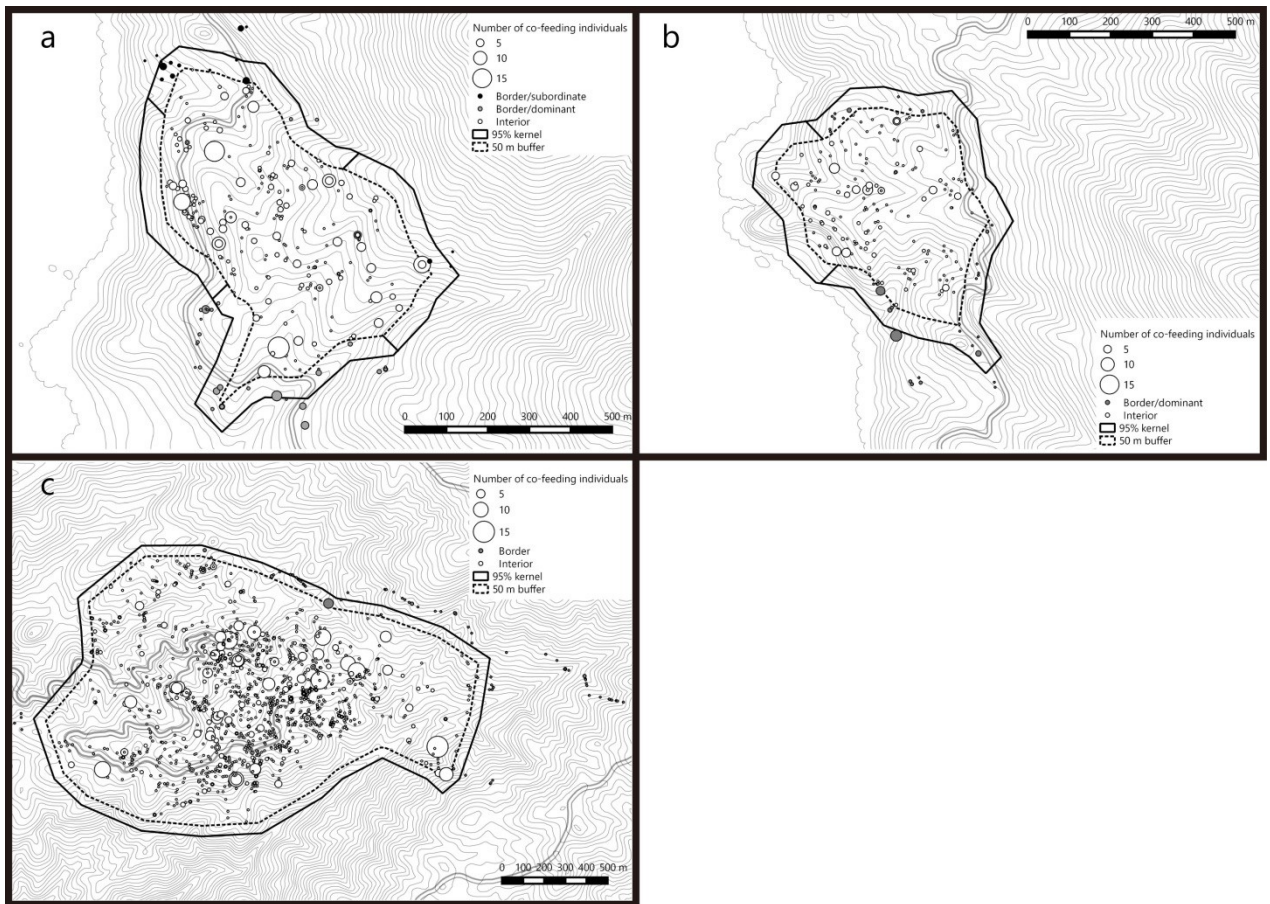 a
Number of co-feeding individuals
5
10
15
Border/subordinate
Border/dominant
Interior
95% kernel
50 m buffer
0 100 200 300 400 500 m
b
0 100 200 300 400 500 m
Number of co-feeding individuals
5
10
15
Border/dominant
Interior
95% kernel
50 m buffer
c
Number of co-feeding individuals
5
10
15
Border
Interior
95% kernel
50 m buffer
0 100 200 300 400 500 m